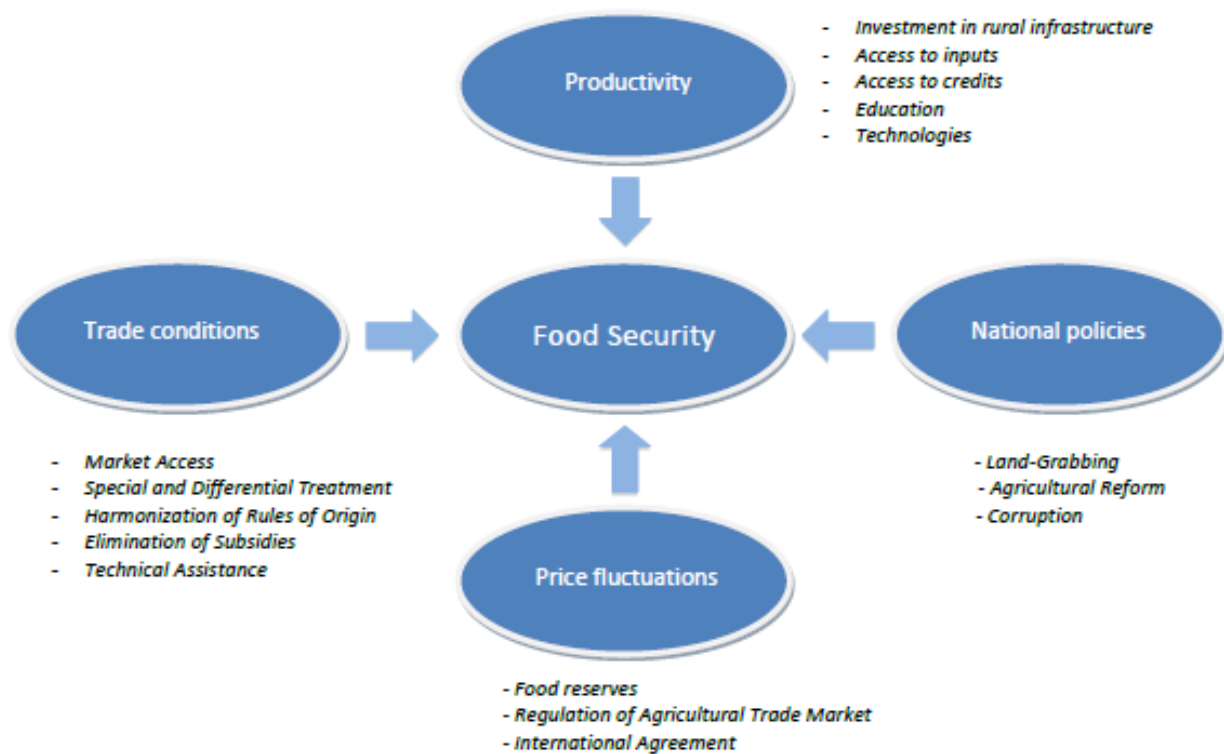 Productivity
- Investment in rural infrastructure
- Access to inputs
- Access to credits
- Education
- Technologies
Trade conditions
Food Security
National policies
- Market Access
- Special and Differential Treatment
- Harmonization of Rules of Origin
- Elimination of Subsidies
- Technical Assistance
- Land-Grabbing
- Agricultural Reform
- Corruption
Price fluctuations
- Food reserves
- Regulation of Agricultural Trade Market
- International Agreement